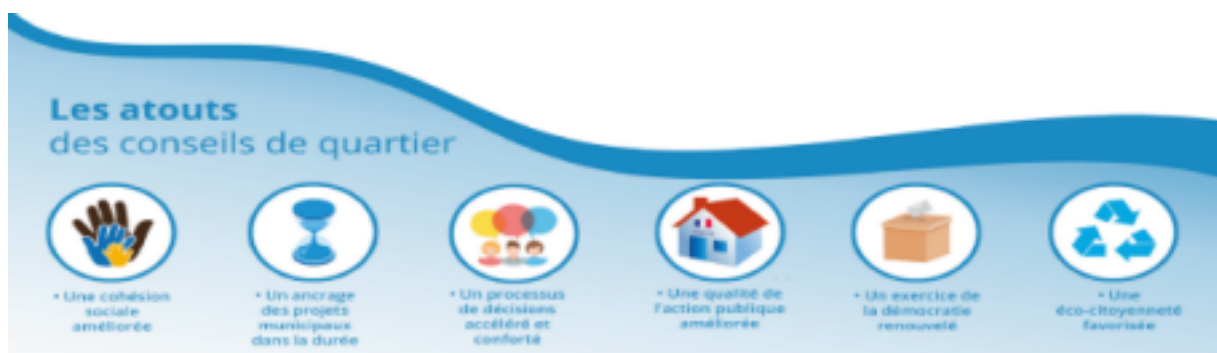 Les atouts
des conseils de quartier
• Une cohésion
sociale
améliorée
• Un ancrage
des projets
municipaux
dans la durée
• Un processus
de décisions
accéléré et
conforté
• Une qualité de
l'action publique
améliorée
• Un exercice de
la démocratie
renouvelé
• Une
éco-citoyenneté
favorisée